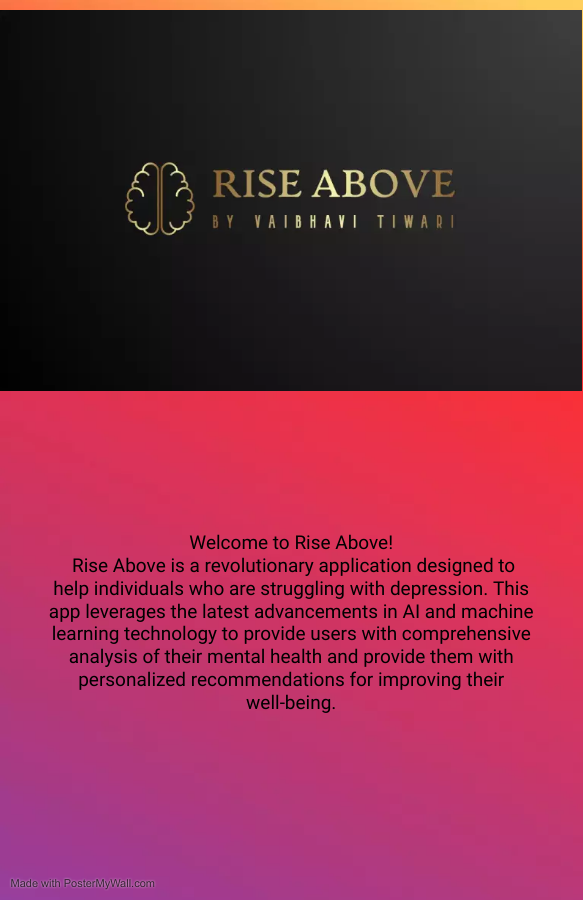 RISE ABOVE
BY VAIBHAVI TIWARI
Welcome to Rise Above!
Rise Above is a revolutionary application designed to
help individuals who are struggling with depression. This
app leverages the latest advancements in AI and machine
learning technology to provide users with comprehensive
analysis of their mental health and provide them with
personalized recommendations for improving their
well-being.
Made with PosterMyWall.com